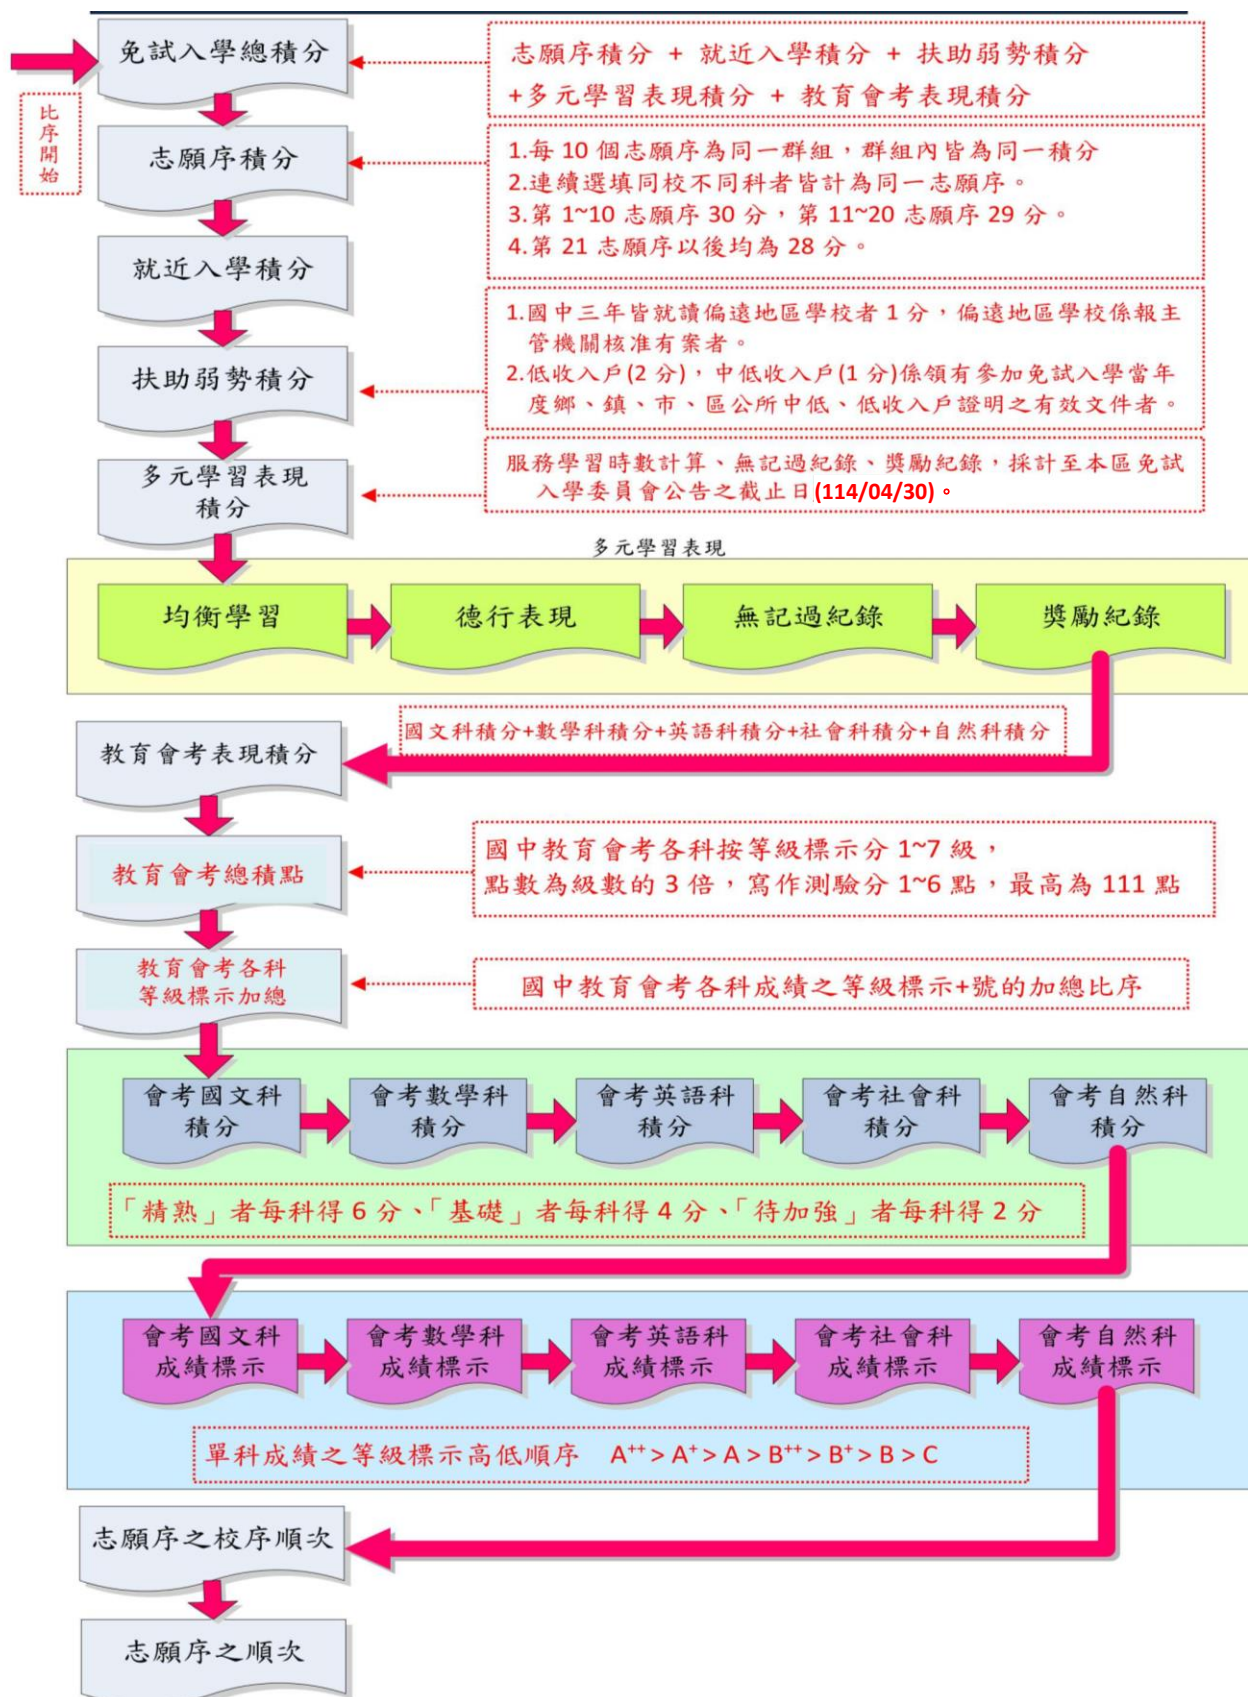 免試入學總積分
志願序積分 + 就近入學積分 + 扶助弱勢積分
+多元學習表現積分 + 教育會考表現積分
比序開始
志願序積分
1.每 10 個志願序為同一群組，群組內皆為同一積分
2.連續選填同校不同科者皆計為同一志願序。
3.第 1~10 志願序 30 分，第 11~20 志願序 29 分。
4.第 21 志願序以後均為 28 分。
就近入學積分
扶助弱勢積分
1.國中三年皆就讀偏遠地區學校者 1 分，偏遠地區學校係報主
管機關核准有案者。
2.低收入戶(2 分)，中低收入戶(1 分)係領有參加免試入學當年
度鄉、鎮、市、區公所中低、低收入戶證明之有效文件者。
多元學習表現
積分
服務學習時數計算、無記過紀錄、獎勵紀錄，採計至本區免試
入學委員會公告之截止日(114/04/30)。
多元學習表現
均衡學習
德行表現
無記過紀錄
獎勵紀錄
國文科積分+數學科積分+英語科積分+社會科積分+自然科積分
教育會考表現積分
教育會考總積點
國中教育會考各科按等級標示分 1~7 級，
點數為級數的 3 倍，寫作測驗分 1~6 點，最高為 111 點
教育會考各科
等級標示加總
國中教育會考各科成績之等級標示+號的加總比序
會考國文科
積分
會考數學科
積分
會考英語科
積分
會考社會科
積分
會考自然科
積分
「精熟」者每科得 6 分、「基礎」者每科得 4 分、「待加強」者每科得 2 分
會考國文科
成績標示
會考數學科
成績標示
會考英語科
成績標示
會考社會科
成績標示
會考自然科
成績標示
單科成績之等級標示高低順序 A⁺⁺ > A⁺ > A > B⁺⁺ > B⁺ > B > C
志願序之校序順次
志願序之順次